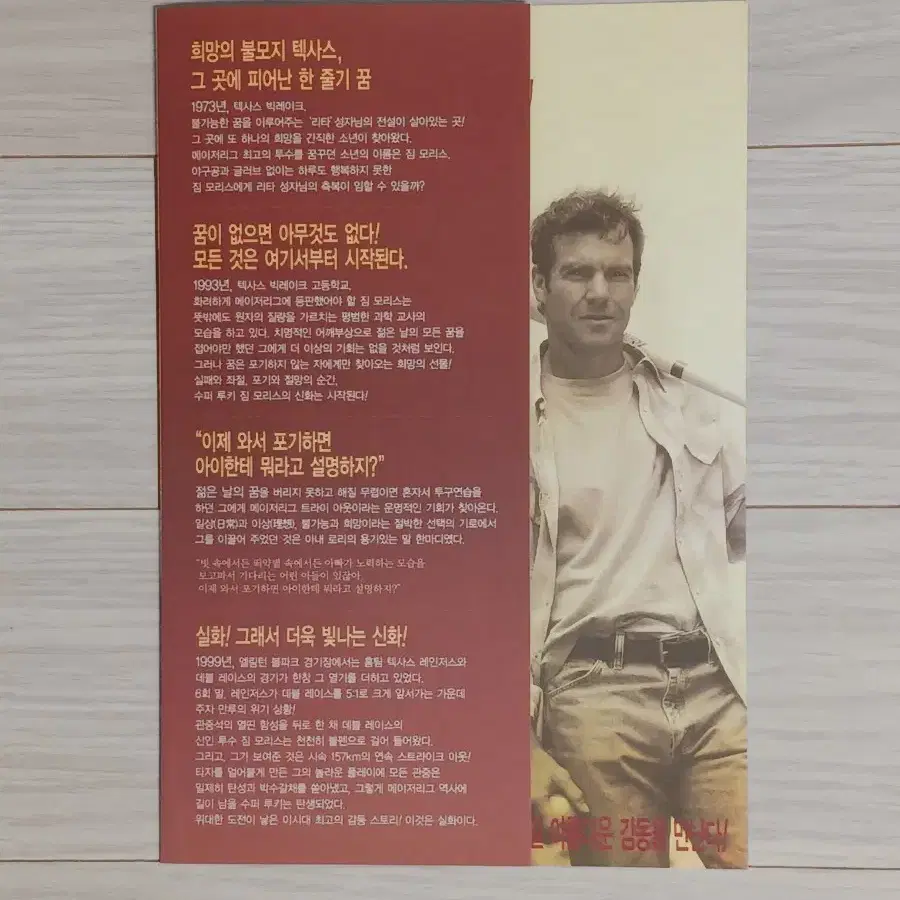 희망의 불모지 텍사스,
그 곳에 피어난 한 줄기 꿈
1973년, 텍사스 빅레이크.
불가능한 꿈을 이루어주는 '리타' 성자님의 전설이 살아있는 곳!
그 곳에 또 하나의 희망을 간직한 소년이 찾아왔다.
메이저리그 최고의 투수를 꿈꾸던 소년의 이름은 짐 모리스.
야구공과 글러브 없이는 하루도 행복하지 못한
짐 모리스에게 리타 성자님의 축복이 임할 수 있을까?
꿈이 없으면 아무것도 없다!
모든 것은 여기서부터 시작된다.
1993년, 텍사스 빅레이크 고등학교.
화려하게 메이저리그에 등판했어야 할 짐 모리스는
뜻밖에도 원자의 질량을 가르치는 평범한 과학 교사의
모습을 하고 있다. 치명적인 어깨부상으로 젊은 날의 모든 꿈을
접어야만 했던 그에게 더 이상의 기회는 없을 것처럼 보인다.
그러나 꿈은 포기하지 않는 자에게만 찾아오는 희망의 선물!
실패와 좌절, 포기와 절망의 순간,
수퍼 루키 짐 모리스의 신화는 시작된다!
“이제 와서 포기하면
아이한테 뭐라고 설명하지?”
젊은 날의 꿈을 버리지 못하고 해질 무렵이면 혼자서 투구연습을
하던 그에게 메이저리그 트라이 아웃이라는 운명적인 기회가 찾아온다.
일상(日常)과 이상(理想), 불가능과 희망이라는 절박한 선택의 기로에서
그를 이끌어 주었던 것은 아내 로리의 용기있는 말 한마디였다.
“빗 속에서든 뙤약볕 속에서든 아빠가 노력하는 모습을
보고파서 기다리는 어린 아들이 있잖아.
이제 와서 포기하면 아이한테 뭐라고 설명하지?”
실화! 그래서 더욱 빛나는 신화!
1999년, 앨링턴 볼파크 경기장에서는 홈팀 텍사스 레인저스와
데블 레이스의 경기가 한창 그 열기를 더하고 있었다.
6회 말, 레인저스가 데블 레이스를 5:1로 크게 앞서가는 가운데
주자 만루의 위기 상황!
관중석의 열띤 함성을 뒤로 한 채 데블 레이스의
신인 투수 짐 모리스는 천천히 불펜으로 걸어 들어왔다.
그리고, 그가 보여준 것은 시속 157km의 연속 스트라이크 아웃!
타자를 얼어붙게 만든 그의 놀라운 플레이에 모든 관중은
일제히 탄성과 박수갈채를 쏟아냈고, 그렇게 메이저리그 역사에
길이 남을 수퍼 루키는 탄생되었다.
위대한 도전이 낳은 이시대 최고의 감동 스토리! 이것은 실화이다.
감동을 만난다!